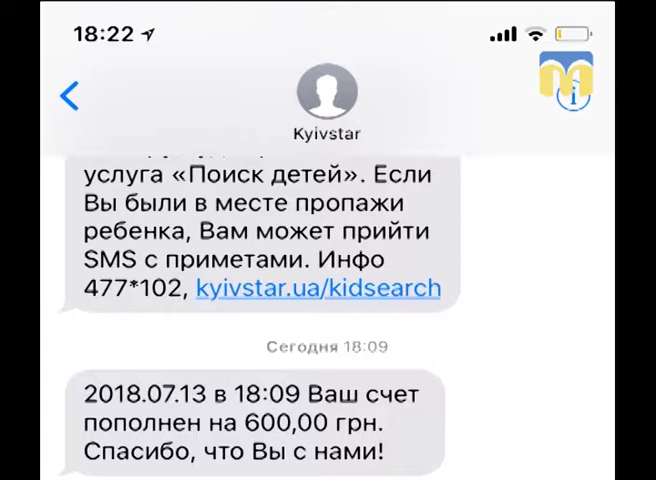 18:22
Kyivstar
услуга «Поиск детей». Если
Вы были в месте пропажи
ребенка, Вам может прийти
SMS с приметами. Инфо
477*102, kyivstar.ua/kidsearch
Сегодня 18:09
2018.07.13 в 18:09 Ваш счет
пополнен на 600,00 грн.
Спасибо, что Вы с нами!